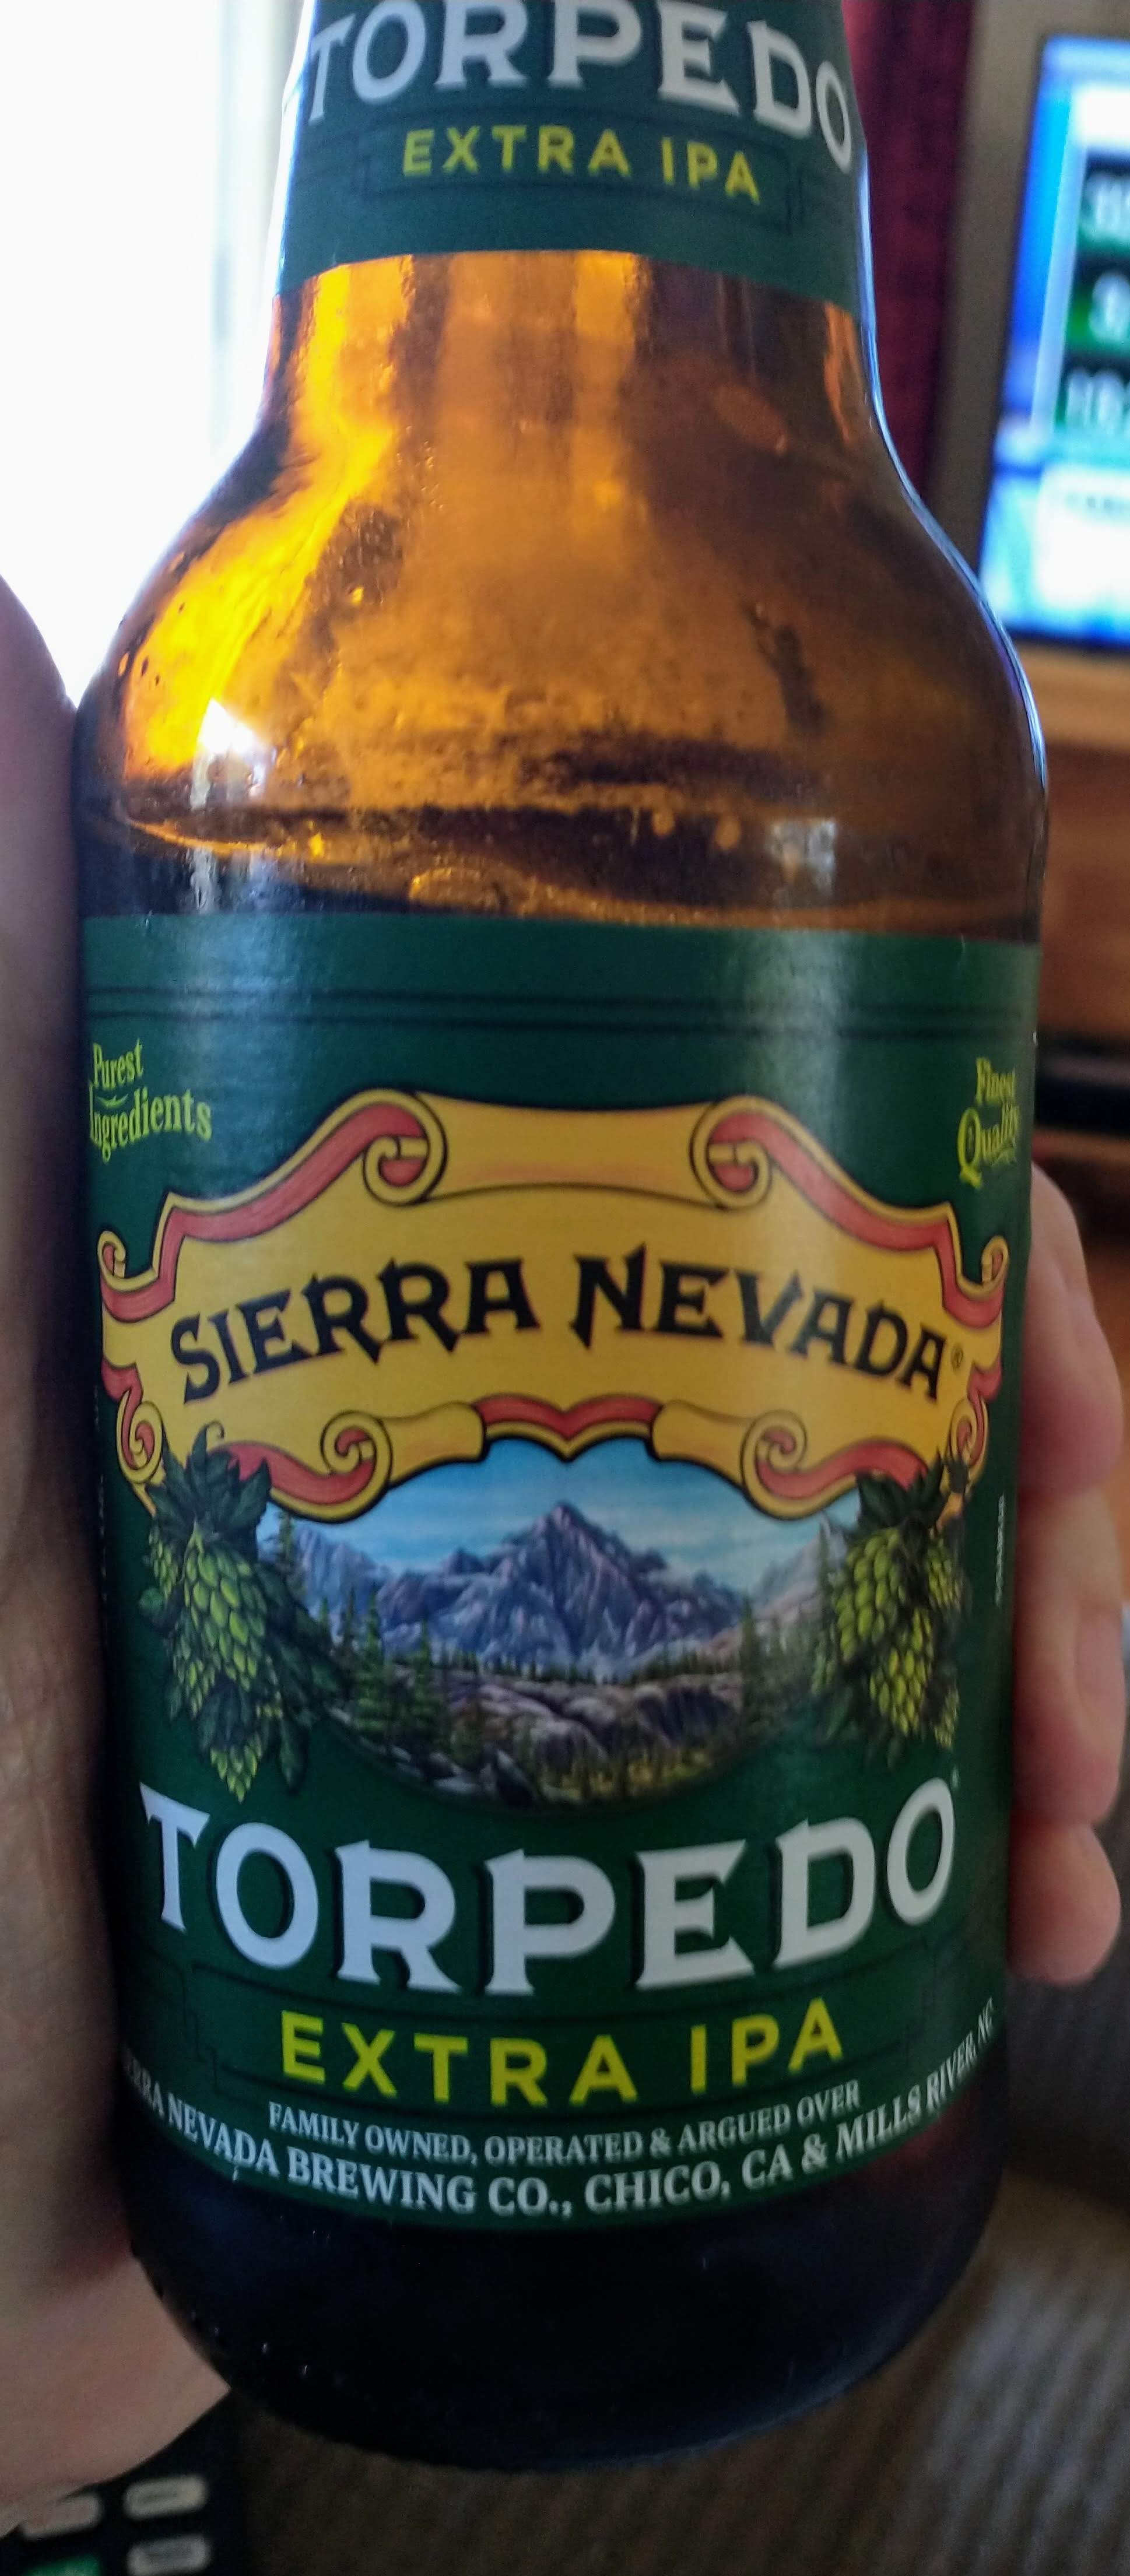 TORPEDO
EXTRA IPA
Purest
Ingredients
Finest
Quality
SIERRA NEVADA®
TORPEDO
EXTRA IPA
FAMILY OWNED, OPERATED & ARGUED OVER
SIERRA NEVADA BREWING CO., CHICO, CA & MILLS RIVER, NC